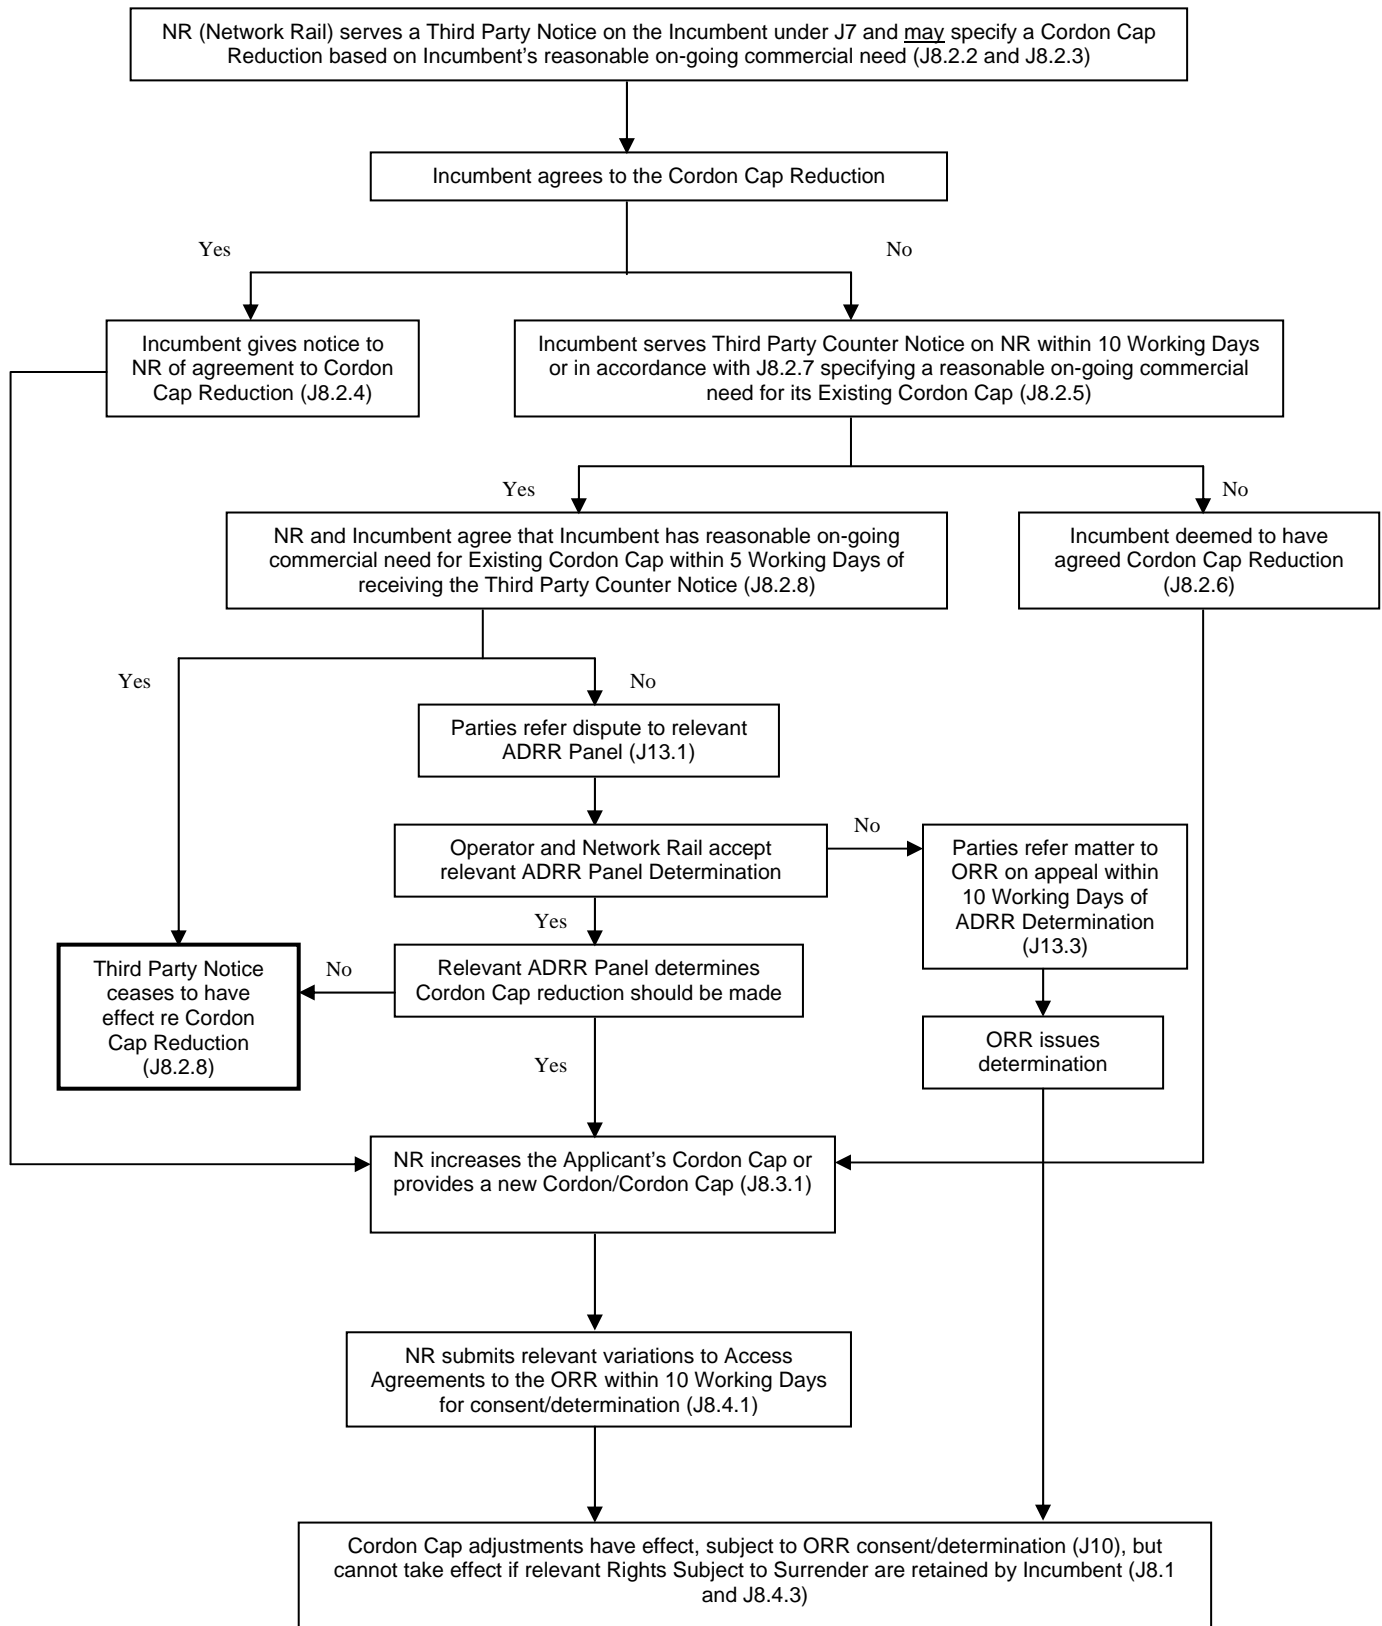 NR (Network Rail) serves a Third Party Notice on the Incumbent under J7 and may specify a Cordon Cap
Reduction based on Incumbent's reasonable on-going commercial need (J8.2.2 and J8.2.3)
Incumbent agrees to the Cordon Cap Reduction
Yes
No
Incumbent gives notice to
NR of agreement to Cordon
Cap Reduction (J8.2.4)
Incumbent serves Third Party Counter Notice on NR within 10 Working Days
or in accordance with J8.2.7 specifying a reasonable on-going commercial
need for its Existing Cordon Cap (J8.2.5)
Yes
No
NR and Incumbent agree that Incumbent has reasonable on-going
commercial need for Existing Cordon Cap within 5 Working Days of
receiving the Third Party Counter Notice (J8.2.8)
Incumbent deemed to have
agreed Cordon Cap Reduction
(J8.2.6)
Yes
No
Parties refer dispute to relevant
ADRR Panel (J13.1)
Operator and Network Rail accept
relevant ADRR Panel Determination
No
Parties refer matter to
ORR on appeal within
10 Working Days of
ADRR Determination
(J13.3)
Yes
Third Party Notice
ceases to have
effect re Cordon
Cap Reduction
(J8.2.8)
No
Relevant ADRR Panel determines
Cordon Cap reduction should be made
ORR issues
determination
Yes
NR increases the Applicant's Cordon Cap or
provides a new Cordon/Cordon Cap (J8.3.1)
NR submits relevant variations to Access
Agreements to the ORR within 10 Working Days
for consent/determination (J8.4.1)
Cordon Cap adjustments have effect, subject to ORR consent/determination (J10), but
cannot take effect if relevant Rights Subject to Surrender are retained by Incumbent (J8.1
and J8.4.3)